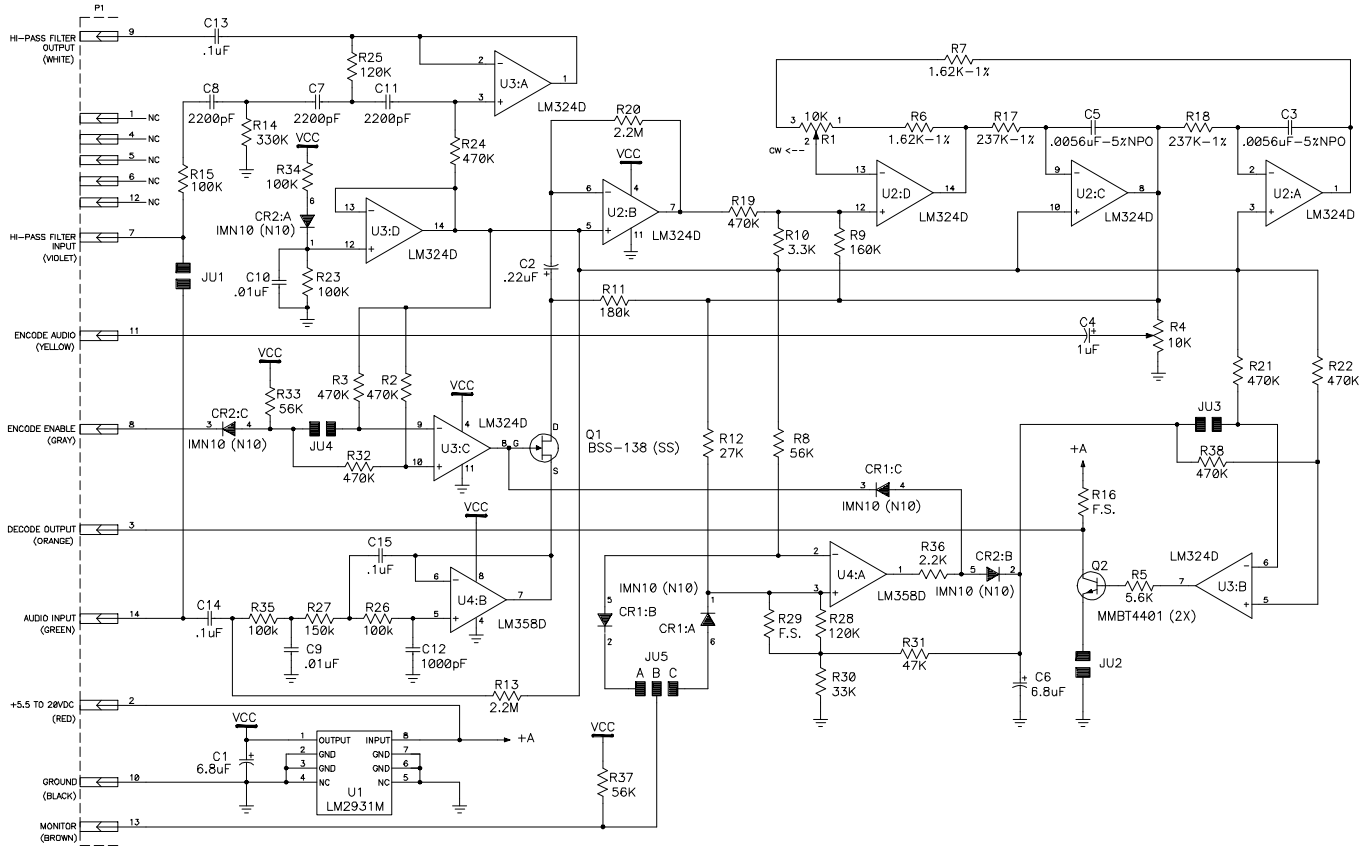 P1
HI-PASS FILTER
OUTPUT
(WHITE)
9
C13
.1uF
R25
120K
2
3
1
U3:A
LM324D
C8
2200pF
C7
2200pF
C11
2200pF
R14
330K
1 NC
4 NC
5 NC
6 NC
12 NC
R15
100K
VCC
R34
100K
6
CR2:A
IMN10 (N10)
1
R24
470K
13
12
14
U3:D
LM324D
C10
.01uF
R23
100K
HI-PASS FILTER
INPUT
(VIOLET)
7
JU1
R20
2.2M
VCC
4
6
5
7
11
U2:B
LM324D
C2
.22uF
+
R19
470K
R10
3.3K
R9
160K
R7
1.62K-1%
3
10K
1
2
R1
CW <--
R6
1.62K-1%
R17
237K-1%
C5
.0056uF-5%NPO
R18
237K-1%
C3
.0056uF-5%NPO
13
12
14
U2:D
LM324D
9
10
8
U2:C
LM324D
2
3
1
U2:A
LM324D
R11
180k
ENCODE AUDIO
(YELLOW)
11
C4
+
1uF
R4
10K
R21
470K
R22
470K
VCC
R33
56K
R3
470K
R2
470K
VCC
ENCODE ENABLE
(GRAY)
8
3
CR2:C
4
IMN10 (N10)
JU4
R32
470K
9
10
4
11
8
U3:C
LM324D
G
D
S
Q1
BSS-138 (SS)
R12
27K
R8
56K
JU3
R38
470K
+A
R16
F.S.
3
CR1:C
4
IMN10 (N10)
DECODE OUTPUT
(ORANGE)
3
VCC
C15
.1uF
8
6
5
7
4
U4:B
LM358D
AUDIO INPUT
(GREEN)
14
C14
.1uF
R35
100k
R27
150k
R26
100k
C9
.01uF
C12
1000pF
R13
2.2M
IMN10 (N10)
5
CR1:B
2
1
CR1:A
6
JU5
A B C
2
3
1
U4:A
LM358D
R36
2.2K
5
CR2:B
2
IMN10 (N10)
R29
F.S.
R28
120K
R31
47K
R30
33K
C6
6.8uF
+
Q2
MMBT4401 (2X)
R5
5.6K
7
LM324D
U3:B
6
5
JU2
+5.5 TO 20VDC
(RED)
2
VCC
C1
6.8uF
+
1 OUTPUT INPUT 8
2 GND GND 7
3 GND GND 6
4 NC NC 5
U1
LM2931M
+A
VCC
R37
56K
GROUND
(BLACK)
10
MONITOR
(BROWN)
13